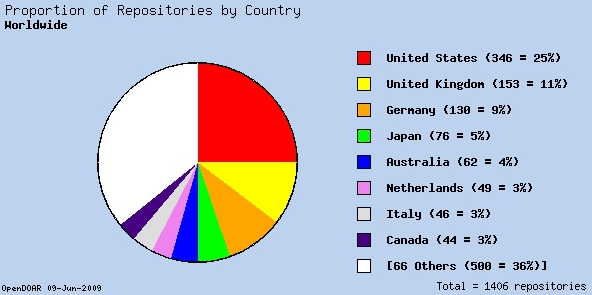 Proportion of Repositories by Country
Worldwide
United States (346 = 25%)
United Kingdom (153 = 11%)
Germany (130 = 9%)
Japan (76 = 5%)
Australia (62 = 4%)
Netherlands (49 = 3%)
Italy (46 = 3%)
Canada (44 = 3%)
[66 Others (500 = 36%)]
OpenDOAR 09-Jun-2009
Total = 1406 repositories